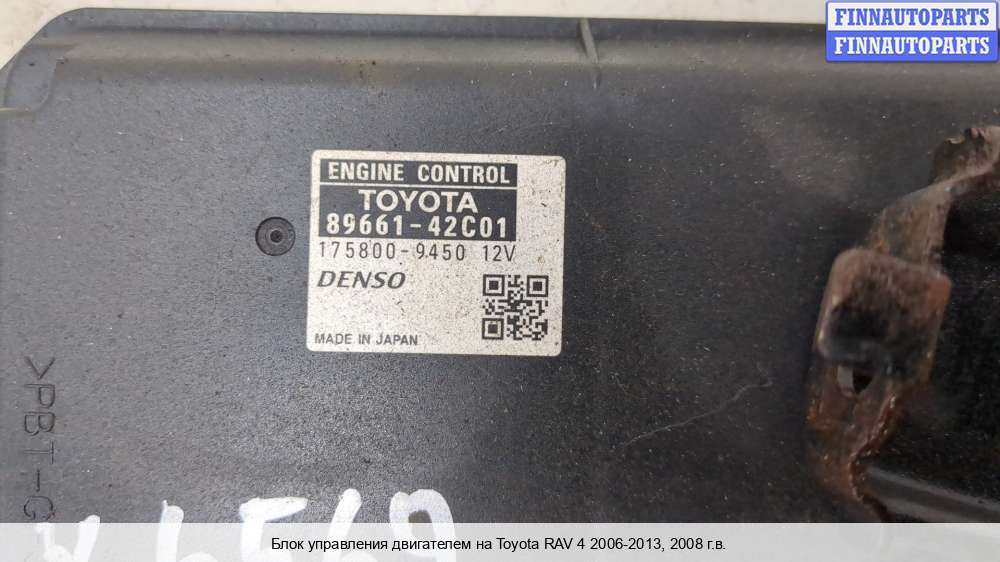 FINNAUTOPARTS
FINNAUTOPARTS
ENGINE CONTROL
TOYOTA
89661-42C01
175800-9450 12V
DENSO
MADE IN JAPAN
>PBT-G
Блок управления двигателем на Toyota RAV 4 2006-2013, 2008 г.в.